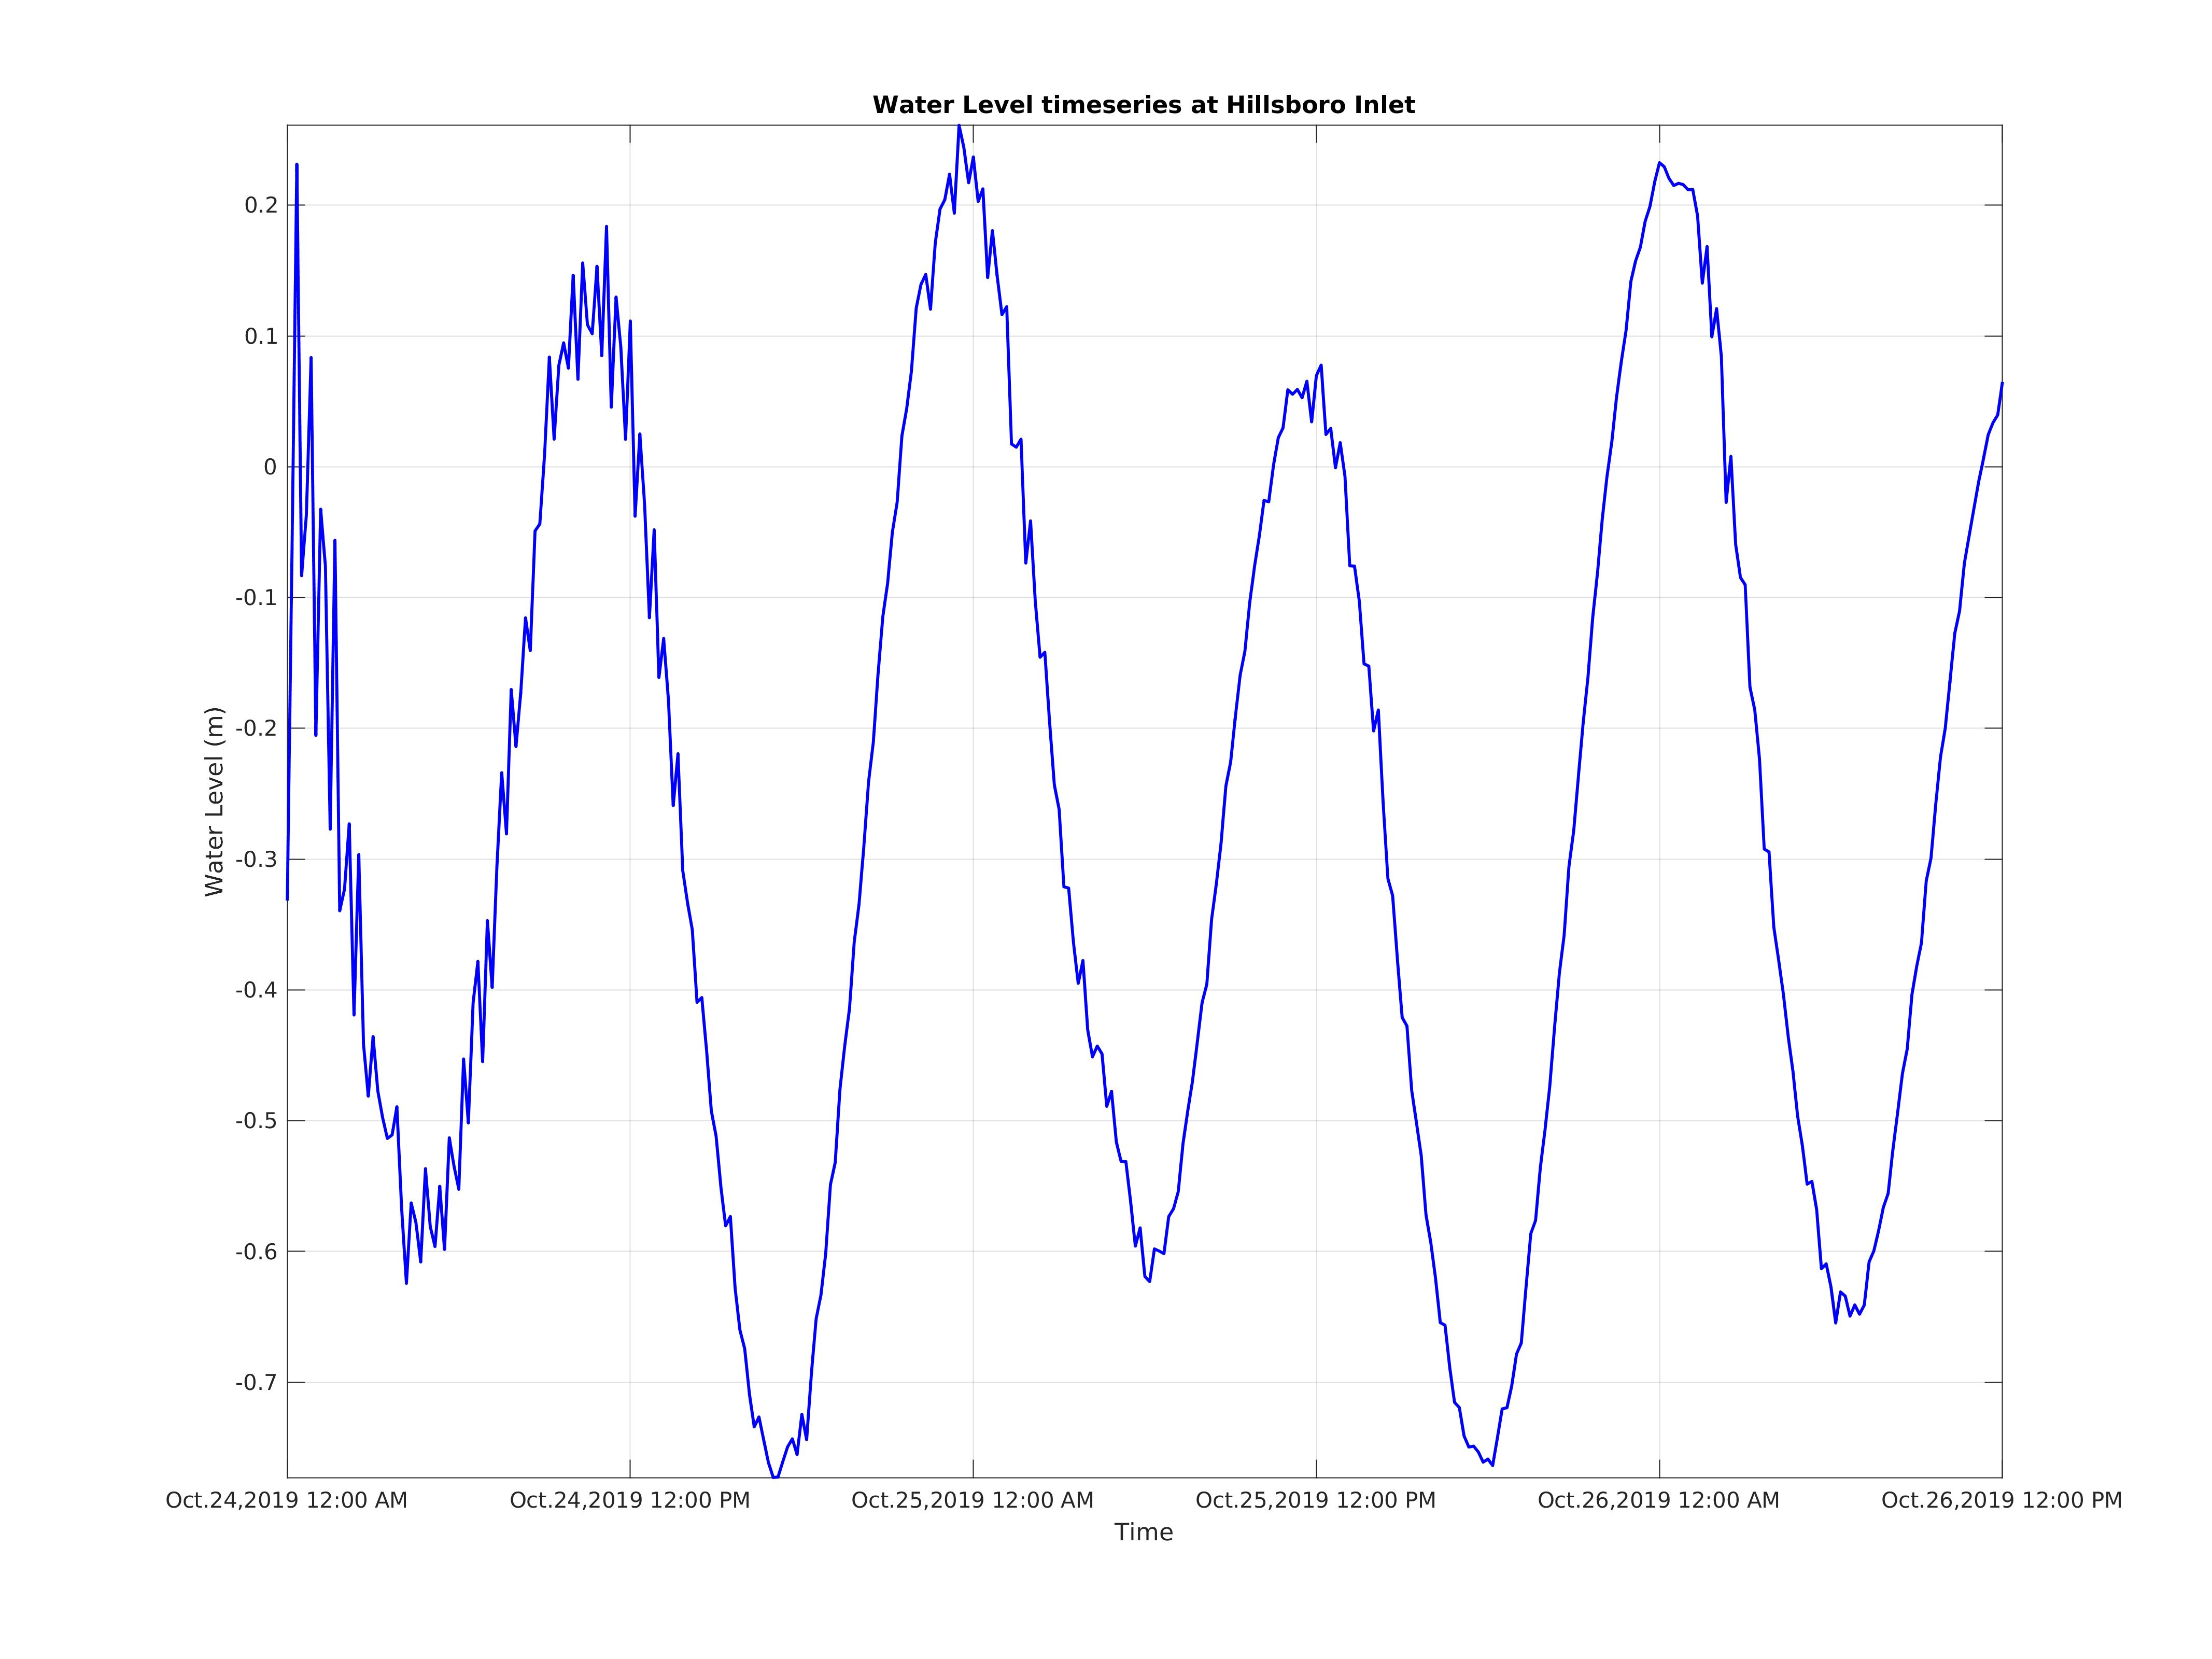 Water Level timeseries at Hillsboro Inlet
0.2
0.1
0
-0.1
-0.2
-0.3
-0.4
-0.5
-0.6
-0.7
Water Level (m)
Oct.24,2019 12:00 AM
Oct.24,2019 12:00 PM
Oct.25,2019 12:00 AM
Oct.25,2019 12:00 PM
Oct.26,2019 12:00 AM
Oct.26,2019 12:00 PM
Time